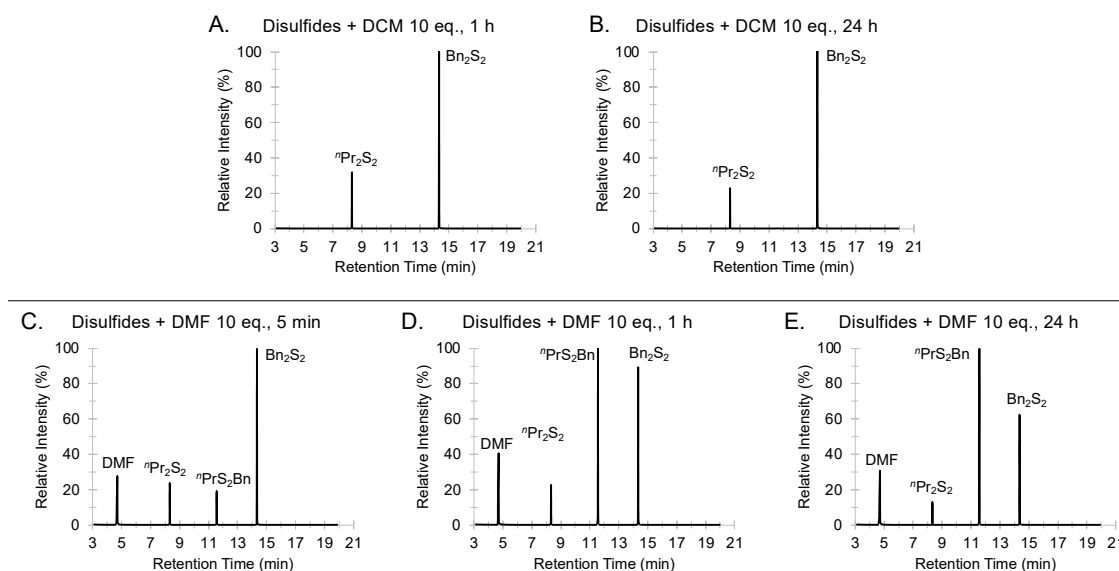 A. Disulfides + DCM 10 eq., 1 h
Relative Intensity (%)
100
80
60
40
20
0
ⁿPr₂S₂
Bn₂S₂
3 5 7 9 11 13 15 17 19 21
Retention Time (min)
B. Disulfides + DCM 10 eq., 24 h
Relative Intensity (%)
100
80
60
40
20
0
ⁿPr₂S₂
Bn₂S₂
3 5 7 9 11 13 15 17 19 21
Retention Time (min)
C. Disulfides + DMF 10 eq., 5 min
Relative Intensity (%)
100
80
60
40
20
0
DMF
ⁿPr₂S₂
ⁿPrS₂Bn
Bn₂S₂
3 5 7 9 11 13 15 17 19 21
Retention Time (min)
D. Disulfides + DMF 10 eq., 1 h
Relative Intensity (%)
100
80
60
40
20
0
DMF
ⁿPr₂S₂
ⁿPrS₂Bn
Bn₂S₂
3 5 7 9 11 13 15 17 19 21
Retention Time (min)
E. Disulfides + DMF 10 eq., 24 h
Relative Intensity (%)
100
80
60
40
20
0
DMF
ⁿPr₂S₂
ⁿPrS₂Bn
Bn₂S₂
3 5 7 9 11 13 15 17 19 21
Retention Time (min)